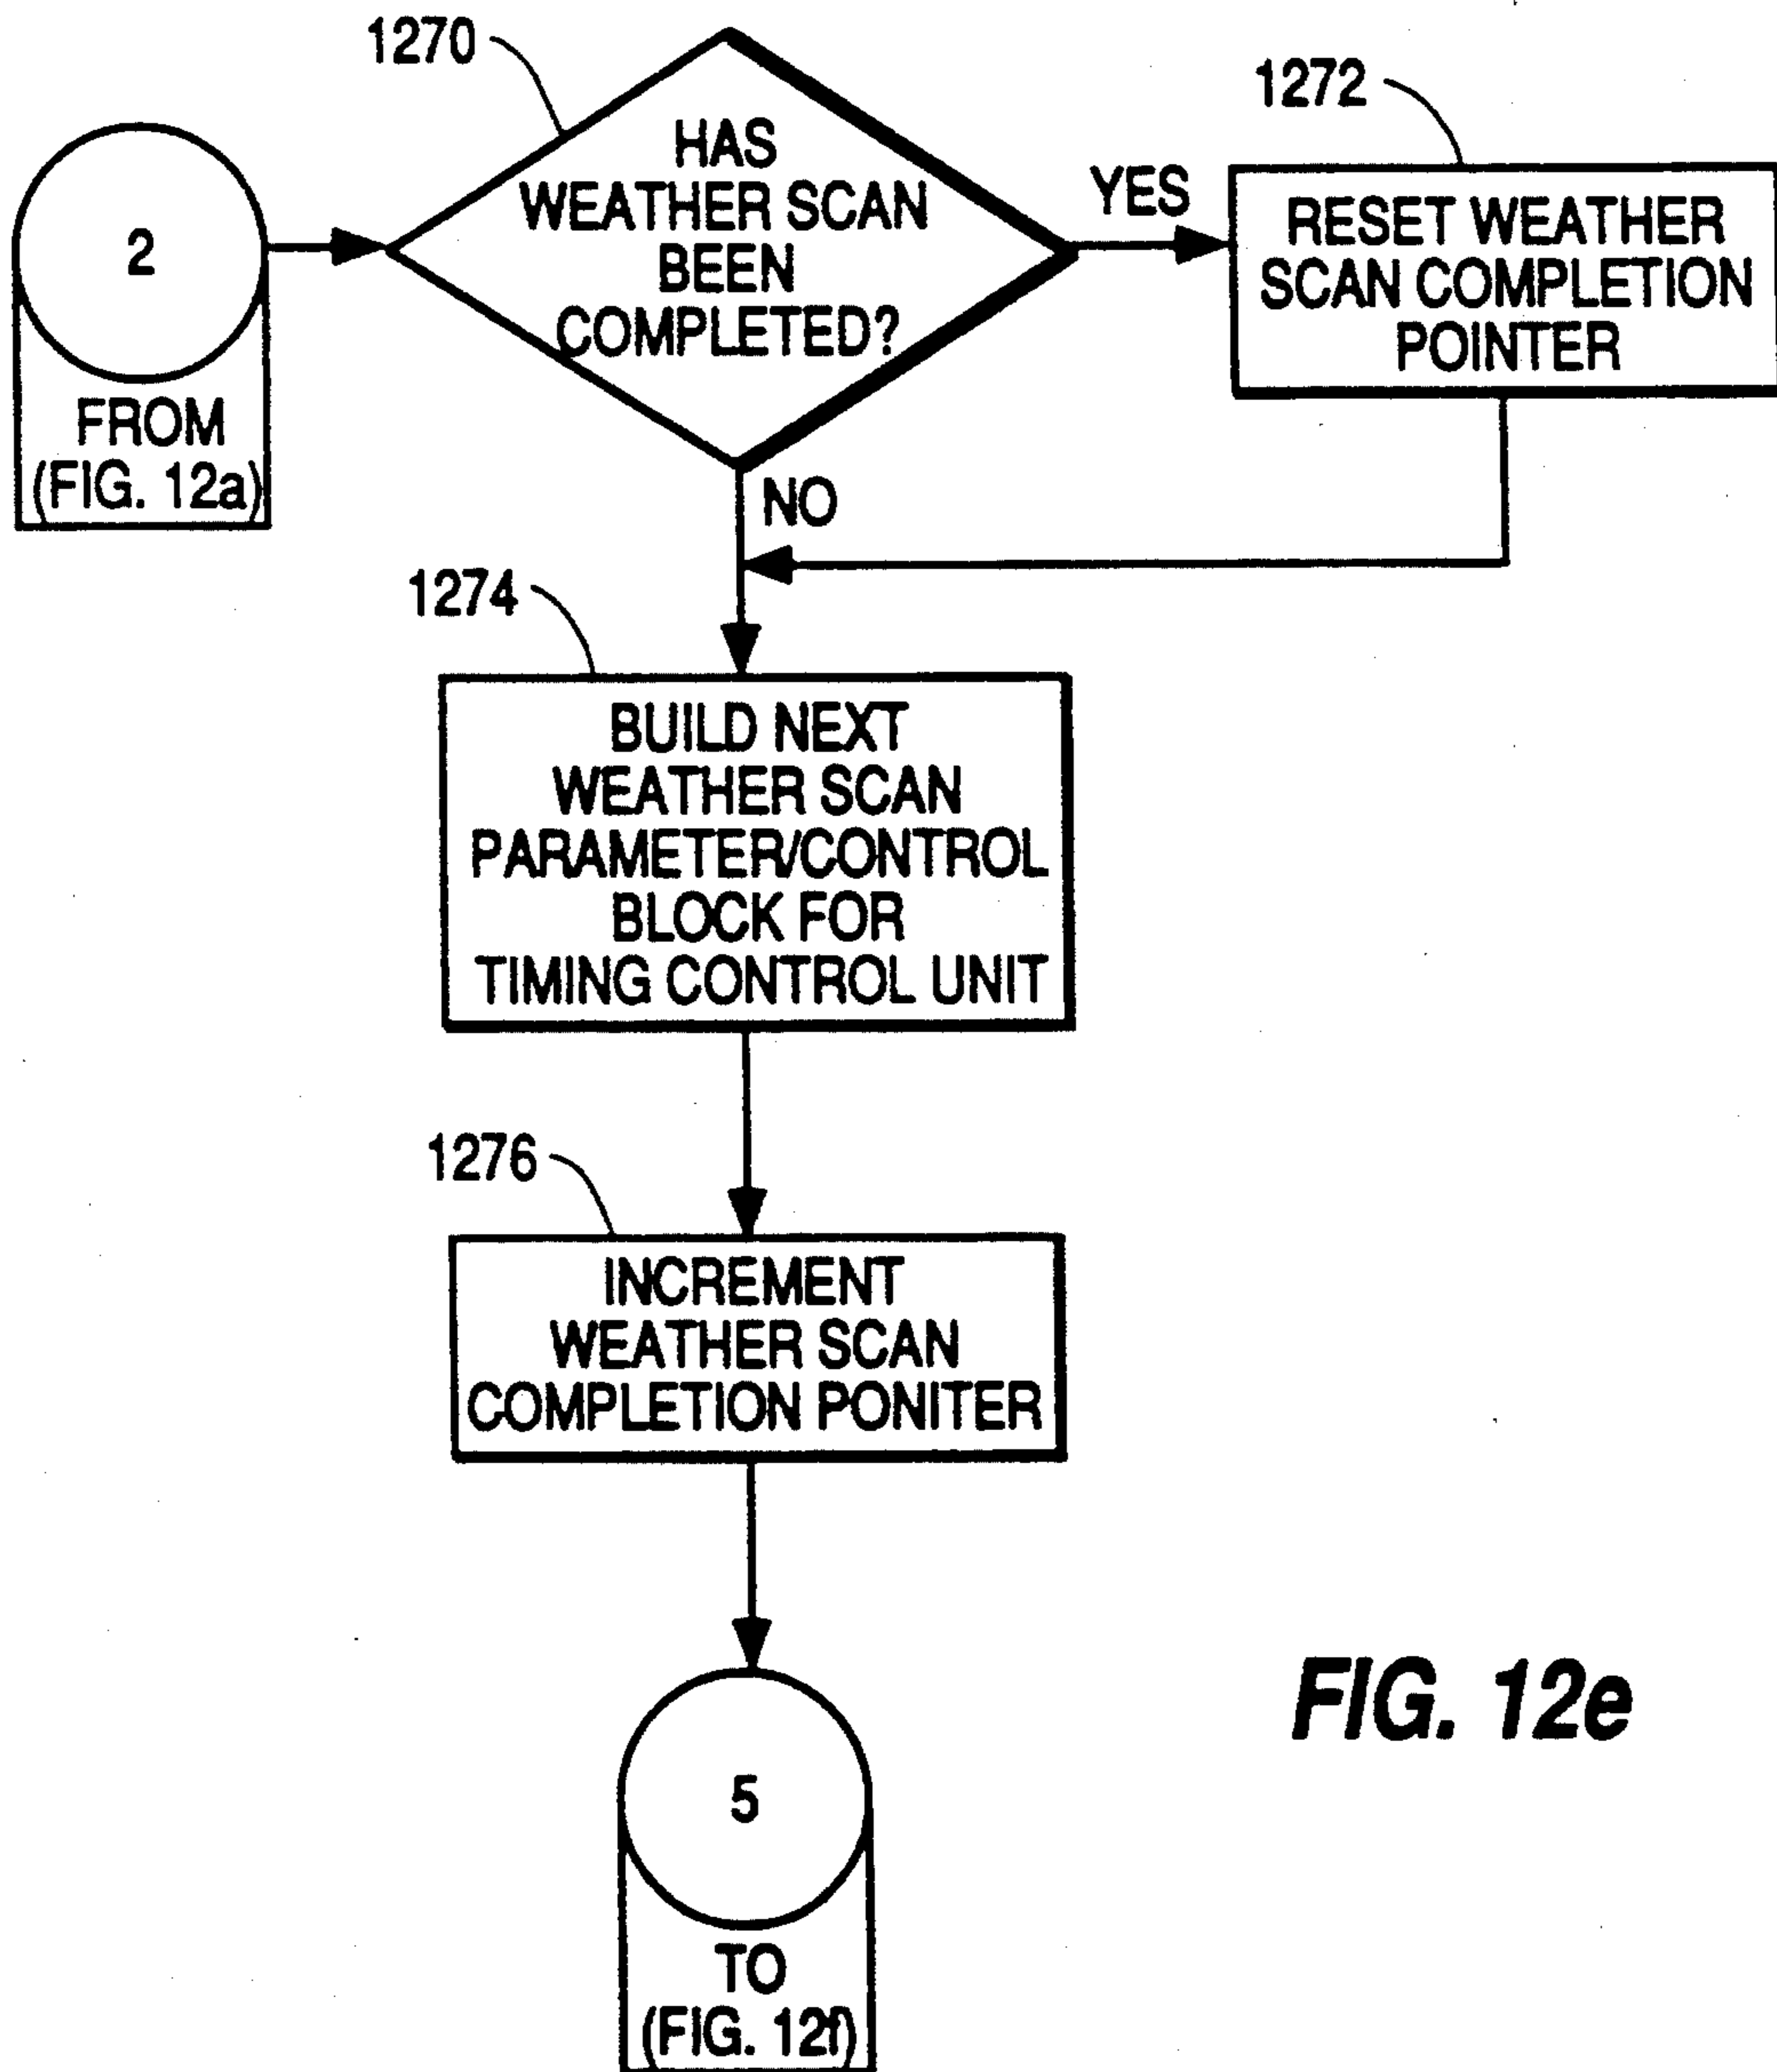 1270
HAS
WEATHER SCAN
BEEN
COMPLETED?
1272
YES
RESET WEATHER
SCAN COMPLETION
POINTER
2
FROM
(FIG. 12a)
NO
1274
BUILD NEXT
WEATHER SCAN
PARAMETER/CONTROL
BLOCK FOR
TIMING CONTROL UNIT
1276
INCREMENT
WEATHER SCAN
COMPLETION PONITER
5
TO
(FIG. 12f)
FIG. 12e